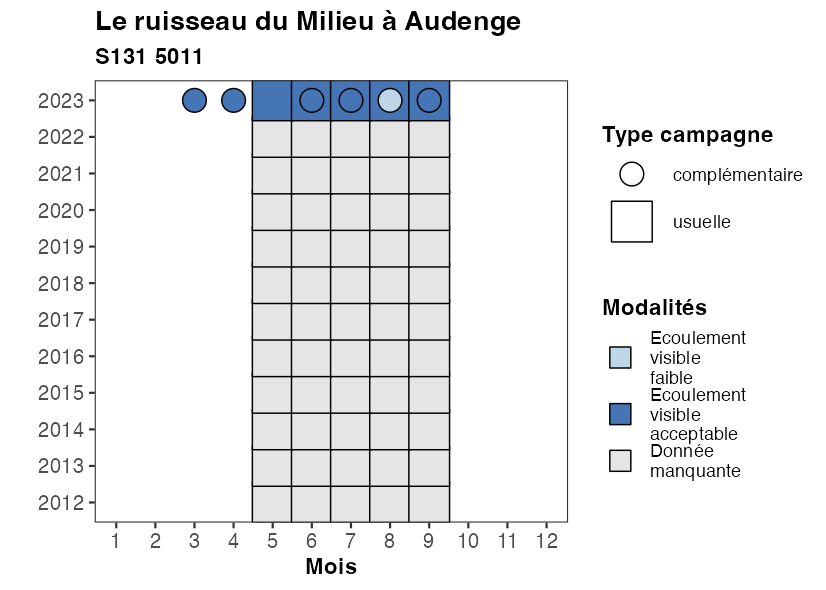 Le ruisseau du Milieu à Audenge
S131 5011
2023
2022
2021
2020
2019
2018
2017
2016
2015
2014
2013
2012
1 2 3 4 5 6 7 8 9 10 11 12
Mois
Type campagne
complémentaire
usuelle
Modalités
Ecoulement
visible
faible
Ecoulement
visible
acceptable
Donnée
manquante